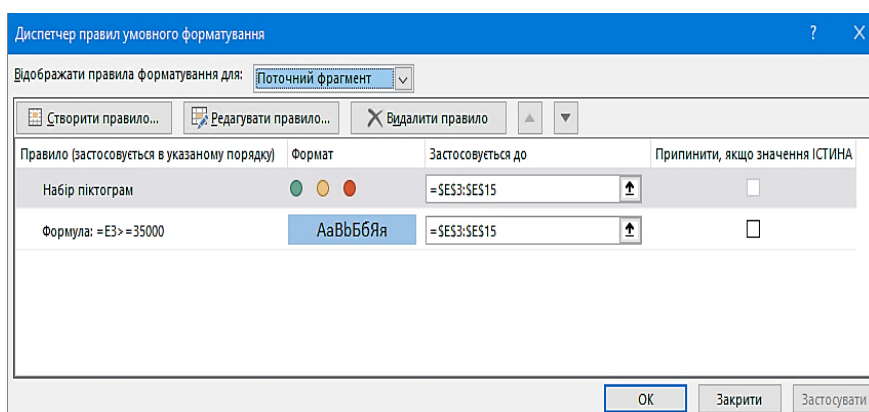 Диспетчер правил умовного форматування ? X
Відображати правила форматування для: Поточний фрагмент
Створити правило... Редагувати правило... Видалити правило
Правило (застосовується в указаному порядку) Формат Застосовується до Припинити, якщо значення ІСТИНА
Набір піктограм =$E$3:$E$15
Формула: =E3>=35000 АаВbБбЯя =$E$3:$E$15
ОК Закрити Застосувати